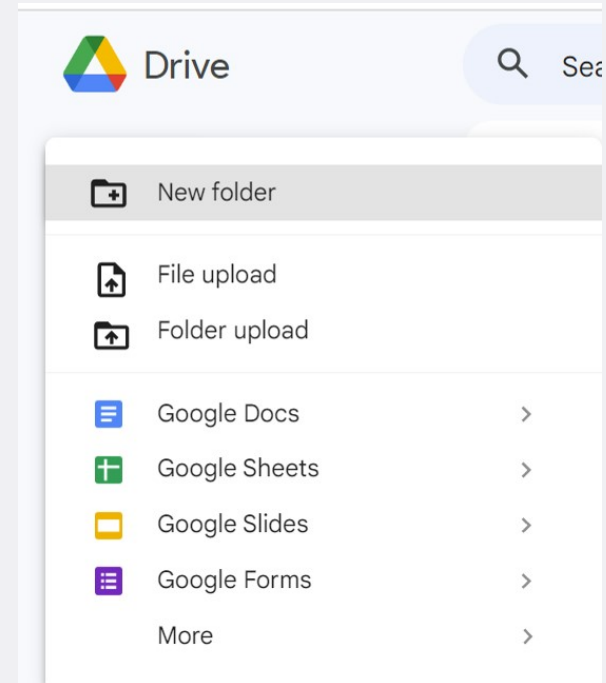 Drive
Sea
New folder
File upload
Folder upload
Google Docs
Google Sheets
Google Slides
Google Forms
More